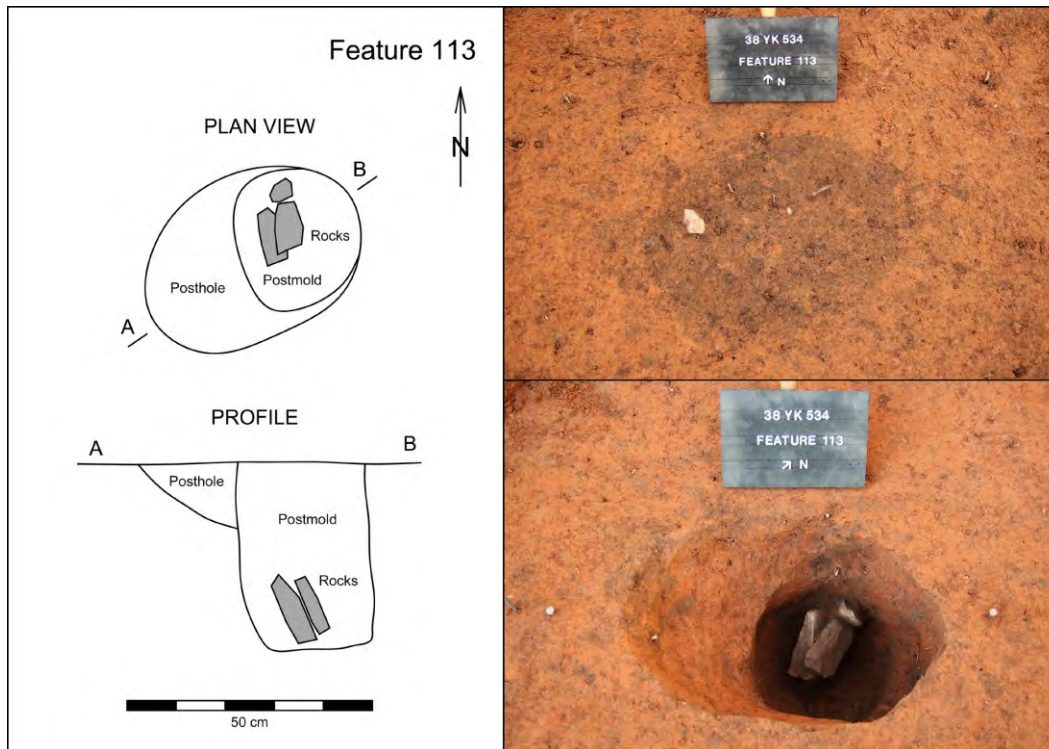 Feature 113
PLAN VIEW
N
B
Rocks
Postmold
Posthole
A
PROFILE
A
B
Posthole
Postmold
Rocks
50 cm
38 YK 534
FEATURE 113
↑ N
38 YK 534
FEATURE 113
↗ N